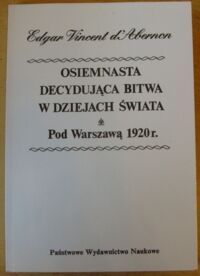 Edgar Vincent d'Abernon
OSIEMNASTA
DECYDUJĄCA BITWA
W DZIEJACH ŚWIATA
Pod Warszawą 1920 r.
Państwowe Wydawnictwo Naukowe